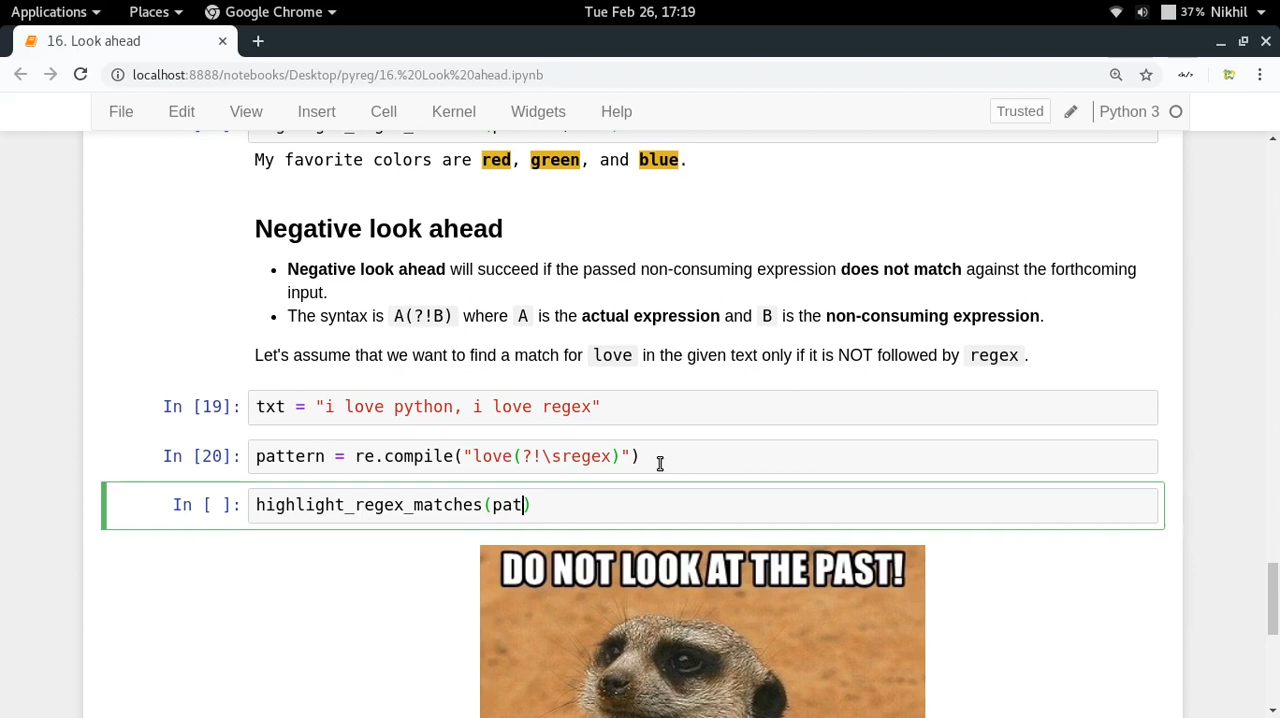 Applications Places Google Chrome Tue Feb 26, 17:19 37% Nikhil
16. Look ahead
localhost:8888/notebooks/Desktop/pyreg/16.%20Look%20ahead.ipynb
File Edit View Insert Cell Kernel Widgets Help Trusted Python 3
My favorite colors are red, green, and blue.
Negative look ahead
• Negative look ahead will succeed if the passed non-consuming expression does not match against the forthcoming
input.
• The syntax is A(?!B) where A is the actual expression and B is the non-consuming expression.
Let's assume that we want to find a match for love in the given text only if it is NOT followed by regex.
In [19]: txt = "i love python, i love regex"
In [20]: pattern = re.compile("love(?!\sregex)")
In [ ]: highlight_regex_matches(pat)
DO NOT LOOK AT THE PAST!